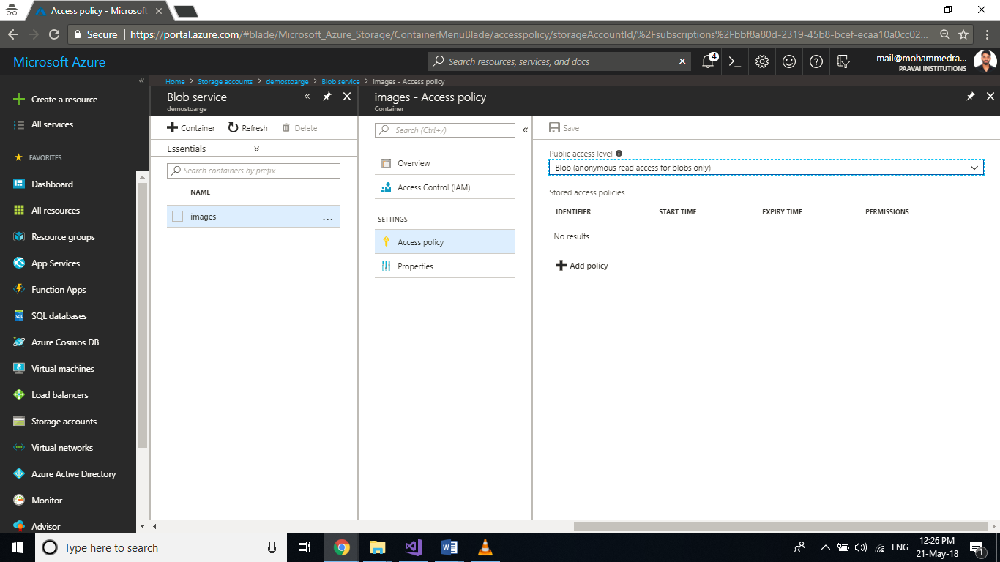 Access policy - Microsoft
Secure
https://portal.azure.com/#blade/Microsoft_Azure_Storage/ContainerMenuBlade/accesspolicy/storageAccountId/%2Fsubscriptions%2Fbbf8a80d-2319-45b8-bcef-ecaa10a0cc02...
Microsoft Azure
Search resources, services, and docs
4
mail@mohammedra...
PAAVAI INSTITUTIONS
Home > Storage accounts > demostoarge > Blob service > images - Access policy
Create a resource
All services
FAVORITES
Dashboard
All resources
Resource groups
App Services
Function Apps
SQL databases
Azure Cosmos DB
Virtual machines
Load balancers
Storage accounts
Virtual networks
Azure Active Directory
Monitor
Advisor
Blob service
demostoarge
Container Refresh Delete
Essentials
Search containers by prefix
NAME
images
...
images - Access policy
Container
Search (Ctrl+/)
Overview
Access Control (IAM)
SETTINGS
Access policy
Properties
Save
Public access level
Blob (anonymous read access for blobs only)
Stored access policies
IDENTIFIER START TIME EXPIRY TIME PERMISSIONS
No results
Add policy
Type here to search
ENG
12:26 PM
21-May-18
1